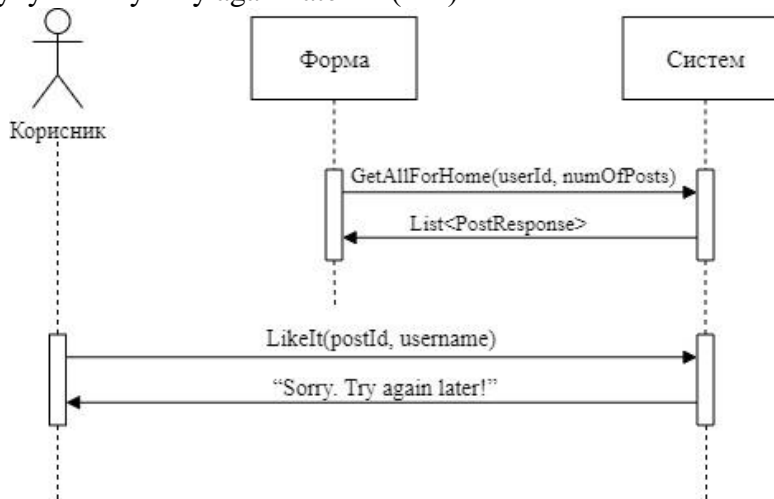 Форма
Систем
Корисник
GetAllForHome(userId, numOfPosts)
List<PostResponse>
LikeIt(postId, username)
“Sorry. Try again later!”